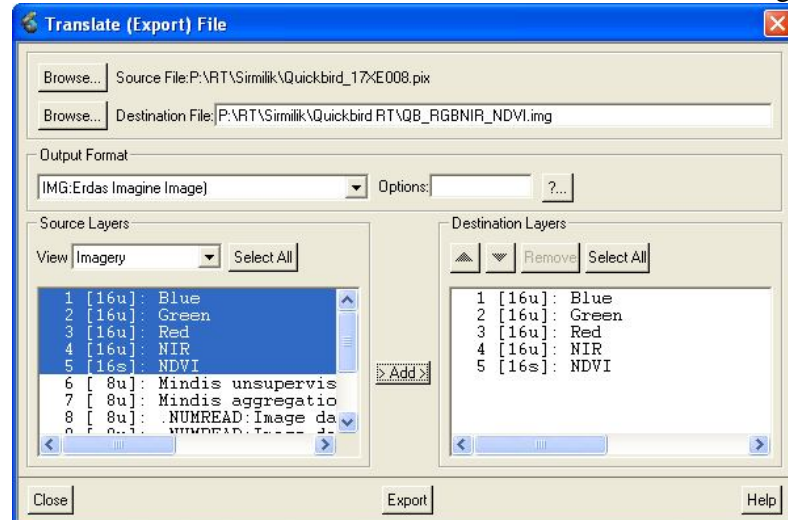 Translate (Export) File
Browse... Source File:P:\RT\Sirmilik\Quickbird_17XE008.pix
Browse... Destination File: P:\RT\Sirmilik\Quickbird RT\QB_RGBNIR_NDVI.img
Output Format
IMG:Erdas Imagine Image) Options: ?...
Source Layers
View Imagery Select All
1 [16u]: Blue
2 [16u]: Green
3 [16u]: Red
4 [16u]: NIR
5 [16s]: NDVI
6 [ 8u]: Mindis unsupervis
7 [ 8u]: Mindis aggregatio
8 [ 8u]: .NUMREAD:Image da
> Add >
Destination Layers
Remove Select All
1 [16u]: Blue
2 [16u]: Green
3 [16u]: Red
4 [16u]: NIR
5 [16s]: NDVI
Close Export Help